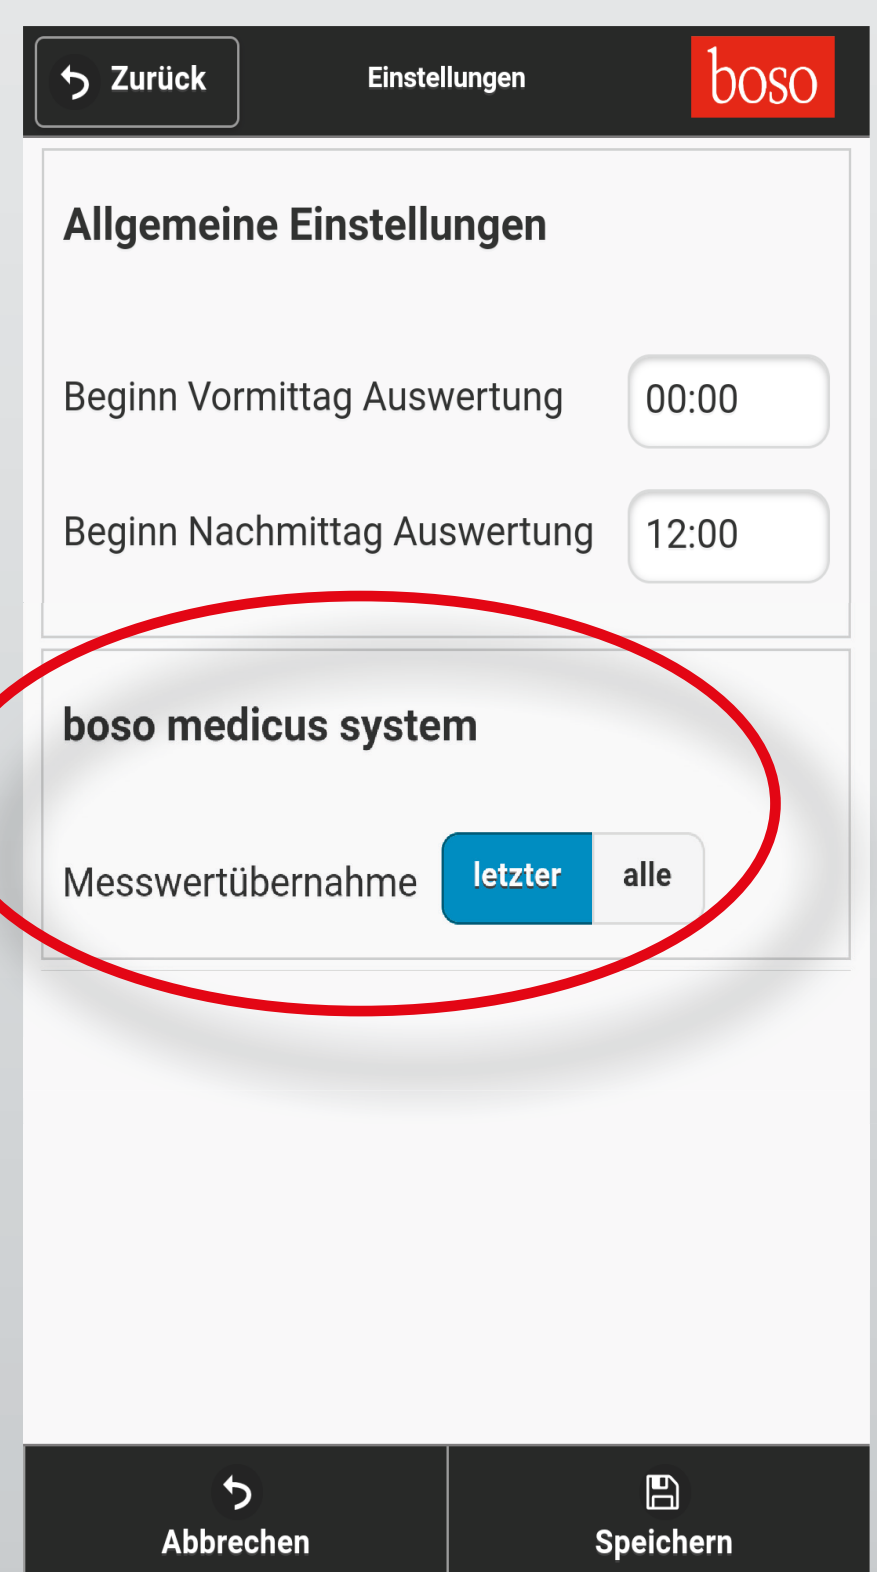 Zurück
Einstellungen
boso
Allgemeine Einstellungen
Beginn Vormittag Auswertung 00:00
Beginn Nachmittag Auswertung 12:00
boso medicus system
Messwertübernahme letzter alle
Abbrechen
Speichern